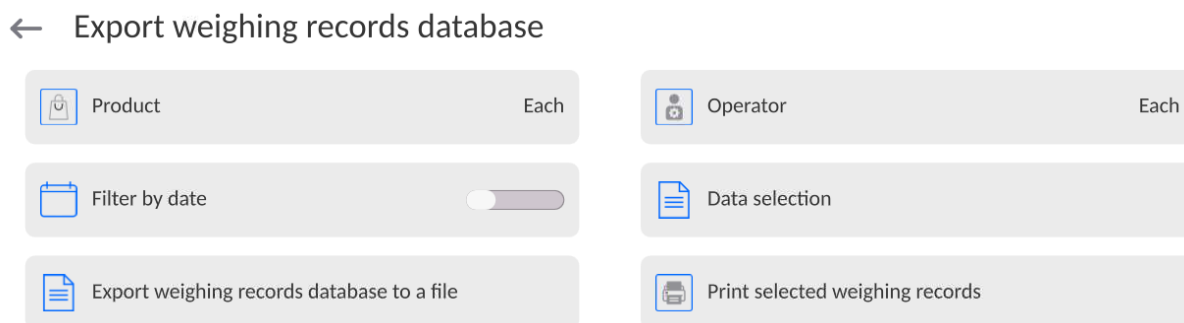 Export weighing records database
Product Each
Operator Each
Filter by date
Data selection
Export weighing records database to a file
Print selected weighing records